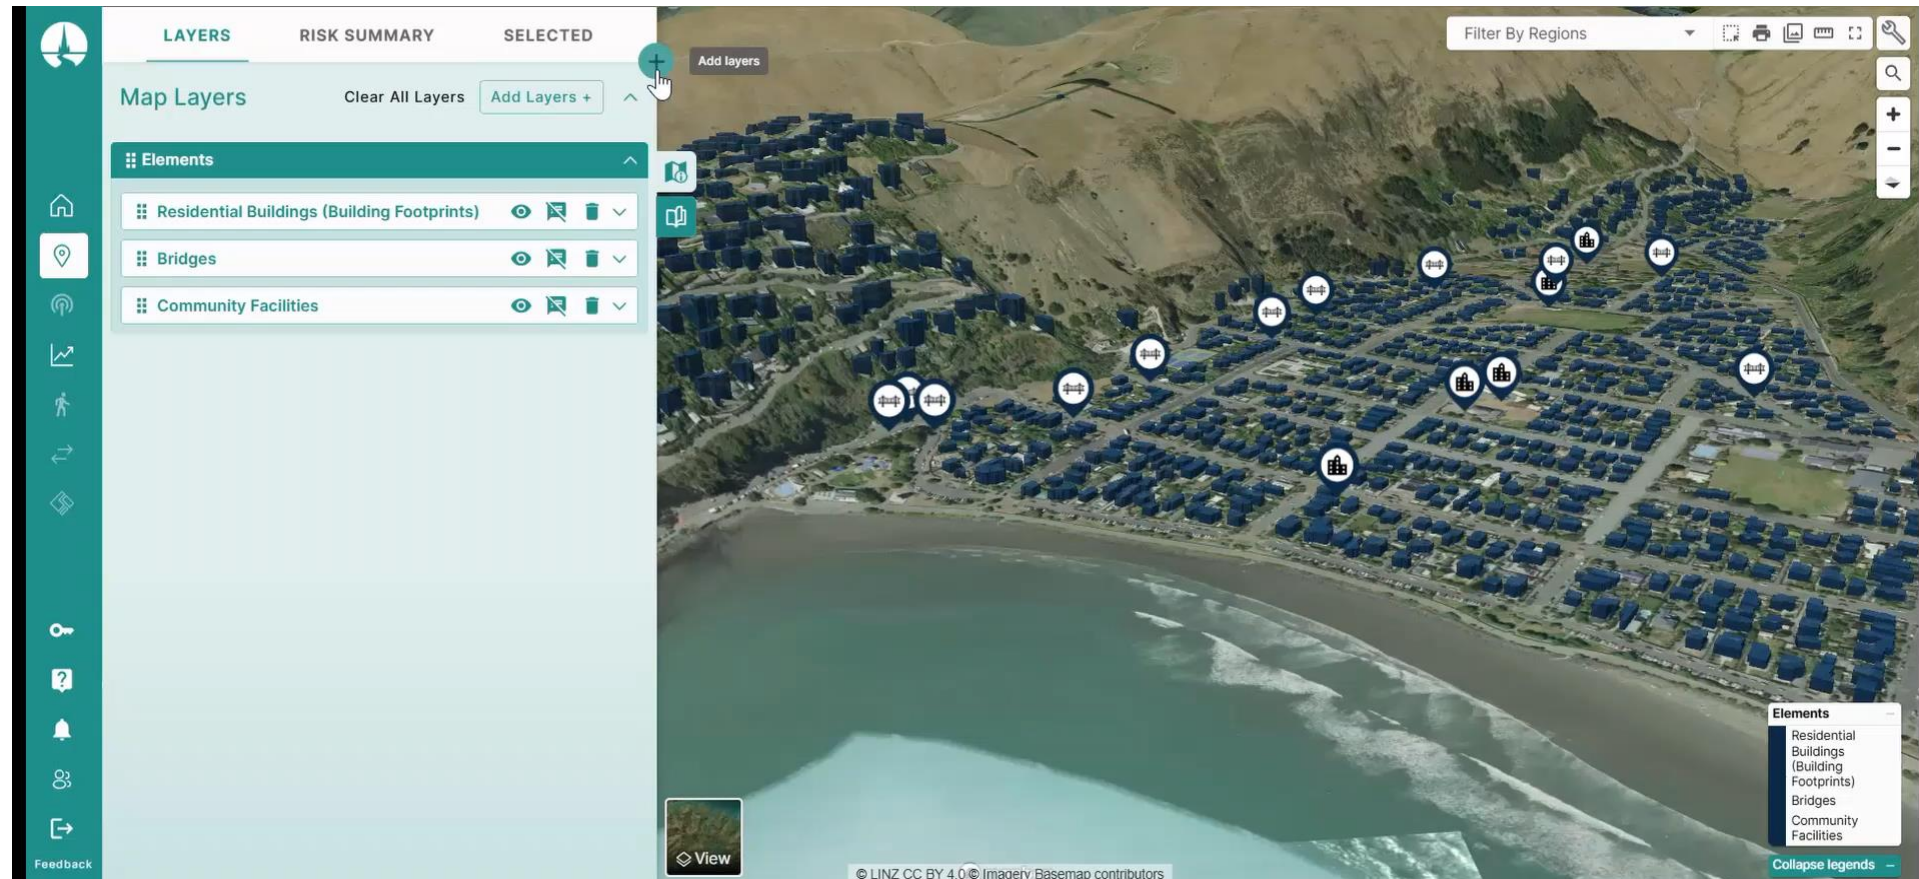 LAYERS
RISK SUMMARY
SELECTED
Add layers
Filter By Regions
Map Layers
Clear All Layers
Add Layers +
Elements
Residential Buildings (Building Footprints)
Bridges
Community Facilities
Elements
Residential
Buildings
(Building
Footprints)
Bridges
Community
Facilities
View
Collapse legends
Feedback
© LINZ CC BY 4.0 © Imagery Basemap contributors